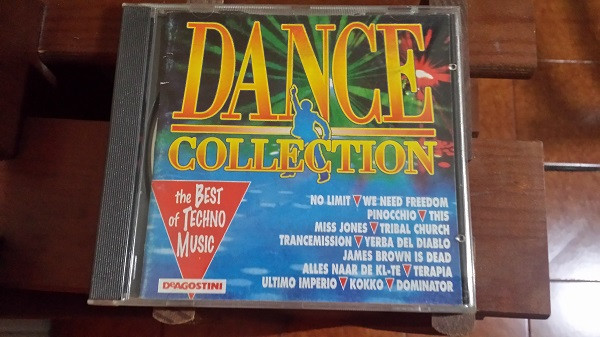 DANCE
COLLECTION
the BEST
of TECHNO
MUSIC
DEAGOSTINI
NO LIMIT ▼ WE NEED FREEDOM
PINOCCHIO ▼ THIS
MISS JONES ▼ TRIBAL CHURCH
TRANCEMISSION ▼ YERBA DEL DIABLO
JAMES BROWN IS DEAD
ALLES NAAR DE KL-TE ▼ TERAPIA
ULTIMO IMPERIO ▼ KOKKO ▼ DOMINATOR